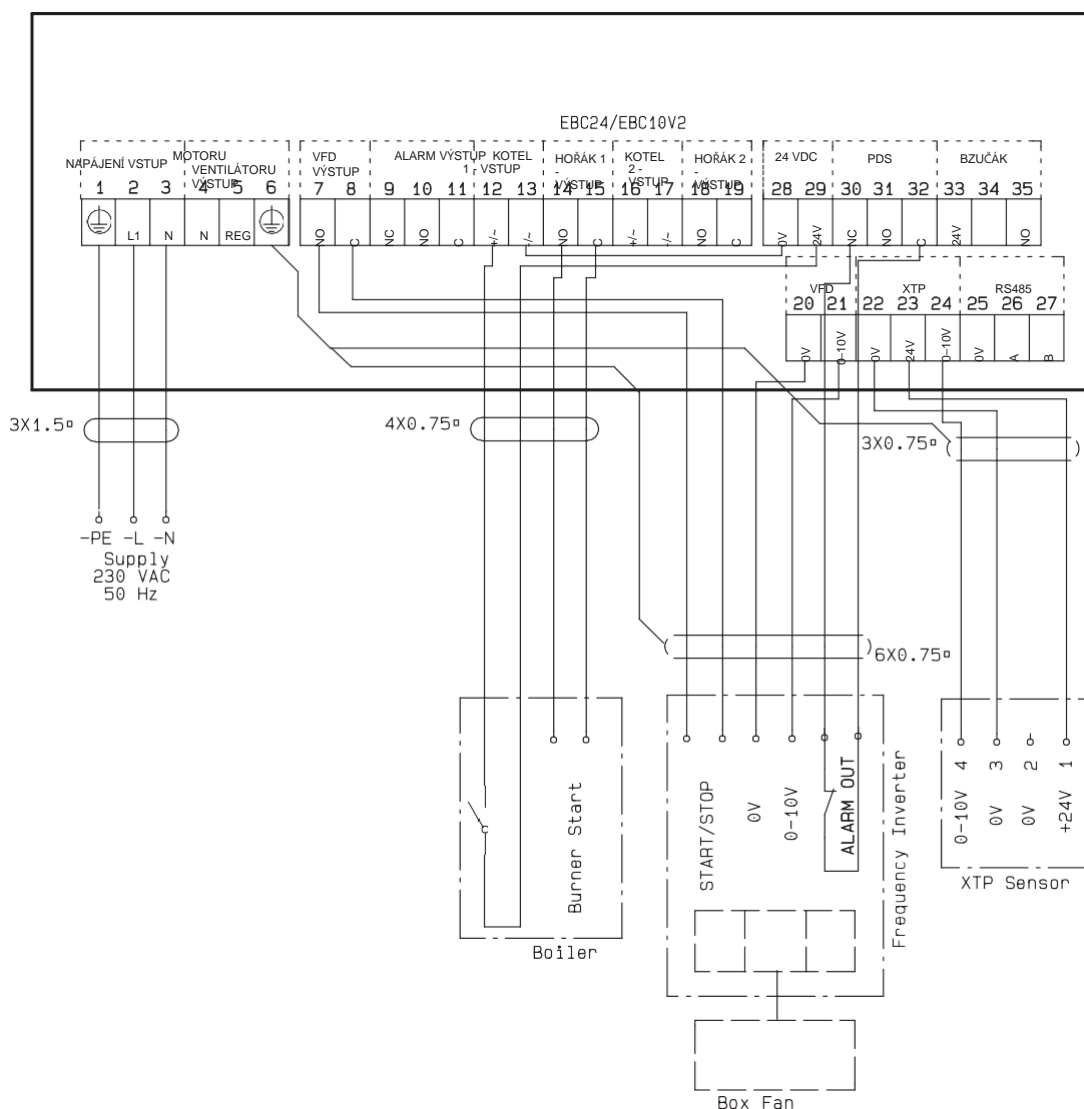 EBC24/EBC10V2
NAPÁJENÍ VSTUP
MOTORU
VENTILÁTORU
VÝSTUP
VFD
VÝSTUP
ALARM VÝSTUP
KOTEL
1 - VSTUP
HOŘÁK 1
-
VÝSTUP
KOTEL
2 -
VSTUP
HOŘÁK 2
-
VÝSTUP
24 VDC
PDS
BZUČÁK
1 2 3 4 5 6 7 8 9 10 11 12 13 14 15 16 17 18 19 28 29 30 31 32 33 34 35
L1 N N REG NO C NC NO C +/~ -/~ NO C +/~ -/~ NO C 0V 24V NC NO C 24V NO
VFD XTP RS485
20 21 22 23 24 25 26 27
0V 0-10V 0V 24V 0-10V 0V A B
3X1.5¤
4X0.75¤
3X0.75¤
-PE -L -N
Supply
230 VAC
50 Hz
6X0.75¤
Burner Start
Boiler
START/STOP
0V
0-10V
ALARM OUT
Frequency Inverter
Box Fan
0-10V 4
0V 3
0V 2
+24V 1
XTP Sensor